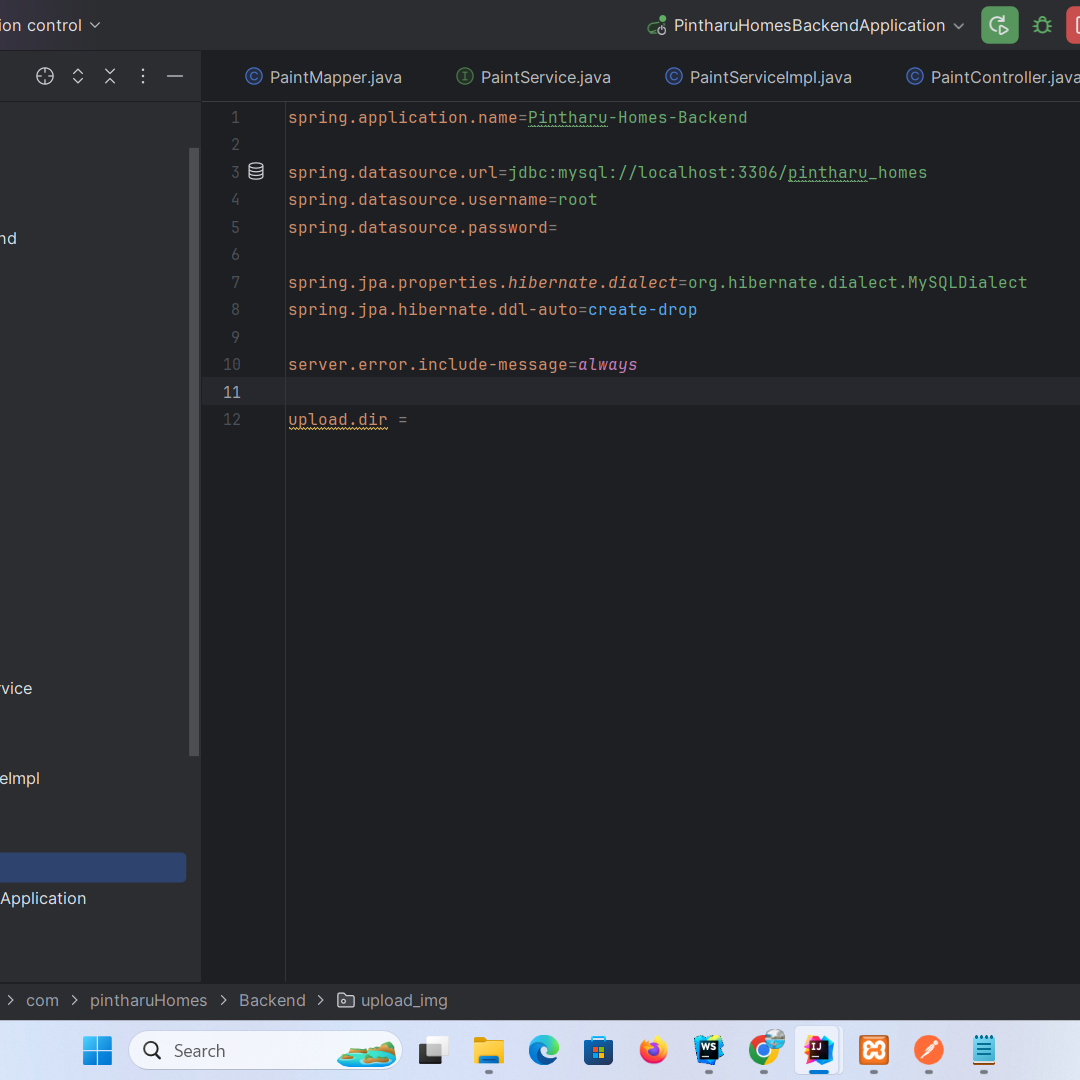 ion control
PintharuHomesBackendApplication
PaintMapper.java
PaintService.java
PaintServiceImpl.java
PaintController.java
1 spring.application.name=Pintharu-Homes-Backend
2
3 spring.datasource.url=jdbc:mysql://localhost:3306/pintharu_homes
4 spring.datasource.username=root
5 spring.datasource.password=
6
7 spring.jpa.properties.hibernate.dialect=org.hibernate.dialect.MySQLDialect
8 spring.jpa.hibernate.ddl-auto=create-drop
9
10 server.error.include-message=always
11
12 upload.dir =
nd
vice
eImpl
Application
com
pintharuHomes
Backend
upload_img
Search
WS
IJ